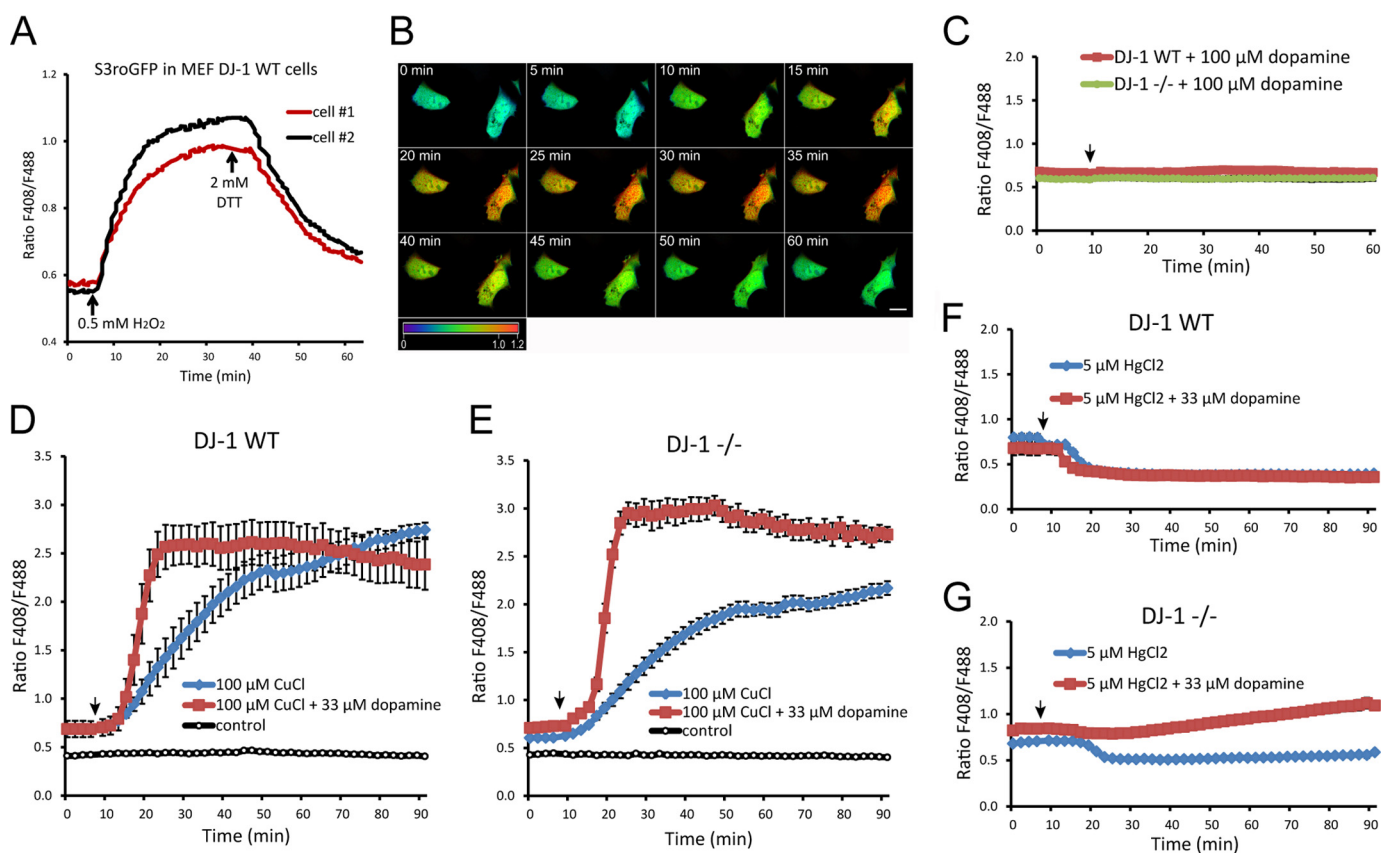 A
S3roGFP in MEF DJ-1 WT cells
cell #1
cell #2
Ratio F408/F488
1.2
1.0
0.8
0.6
0.4
2 mM
DTT
0.5 mM H₂O₂
0 10 20 30 40 50 60
Time (min)
B
0 min 5 min 10 min 15 min
20 min 25 min 30 min 35 min
40 min 45 min 50 min 60 min
0 1.0 1.2
C
DJ-1 WT + 100 µM dopamine
DJ-1 -/- + 100 µM dopamine
Ratio F408/F488
2.0
1.5
1.0
0.5
0.0
0 10 20 30 40 50 60
Time (min)
D
DJ-1 WT
Ratio F408/F488
3.5
3.0
2.5
2.0
1.5
1.0
0.5
0.0
100 µM CuCl
100 µM CuCl + 33 µM dopamine
control
0 10 20 30 40 50 60 70 80 90
Time (min)
E
DJ-1 -/-
Ratio F408/F488
3.5
3.0
2.5
2.0
1.5
1.0
0.5
0.0
100 µM CuCl
100 µM CuCl + 33 µM dopamine
control
0 10 20 30 40 50 60 70 80 90
Time (min)
F
DJ-1 WT
5 µM HgCl2
5 µM HgCl2 + 33 µM dopamine
Ratio F408/F488
2.0
1.5
1.0
0.5
0.0
0 10 20 30 40 50 60 70 80 90
Time (min)
G
DJ-1 -/-
5 µM HgCl2
5 µM HgCl2 + 33 µM dopamine
Ratio F408/F488
2.0
1.5
1.0
0.5
0.0
0 10 20 30 40 50 60 70 80 90
Time (min)